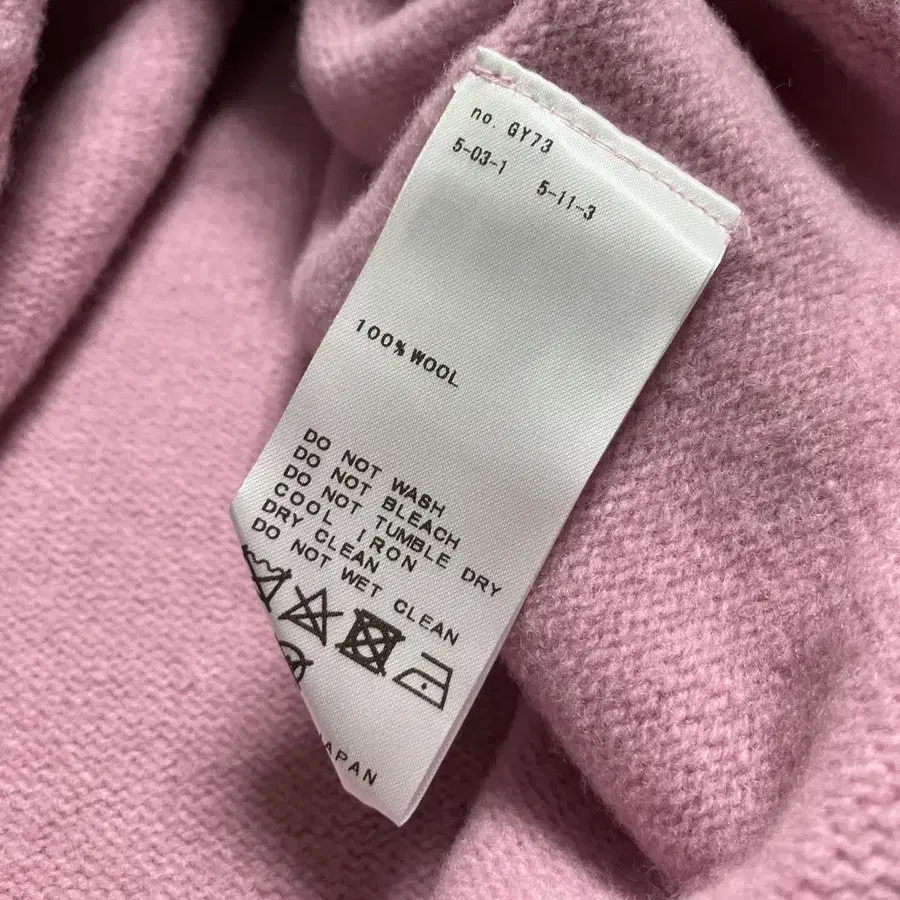 no. GY73
5-03-1 5-11-3
100% WOOL
DO NOT WASH
DO NOT BLEACH
DO NOT TUMBLE DRY
COOL IRON
DRY CLEAN
DO NOT WET CLEAN
APAN